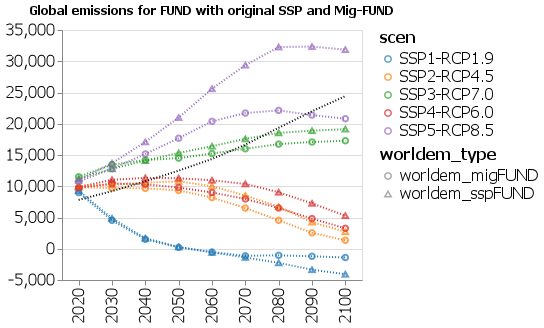 Global emissions for FUND with original SSP and Mig-FUND
35,000
30,000
25,000
20,000
15,000
10,000
5,000
0
-5,000
2020
2030
2040
2050
2060
2070
2080
2090
2100
scen
SSP1-RCP1.9
SSP2-RCP4.5
SSP3-RCP7.0
SSP4-RCP6.0
SSP5-RCP8.5
worldem_type
worldem_migFUND
worldem_sspFUND